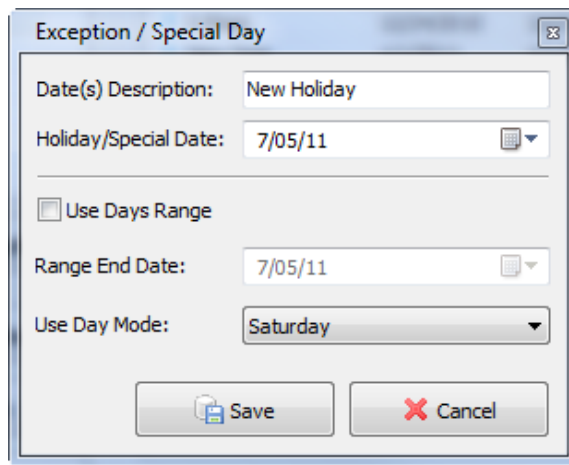 Exception / Special Day
Date(s) Description: New Holiday
Holiday/Special Date: 7/05/11
Use Days Range
Range End Date: 7/05/11
Use Day Mode: Saturday
Save Cancel